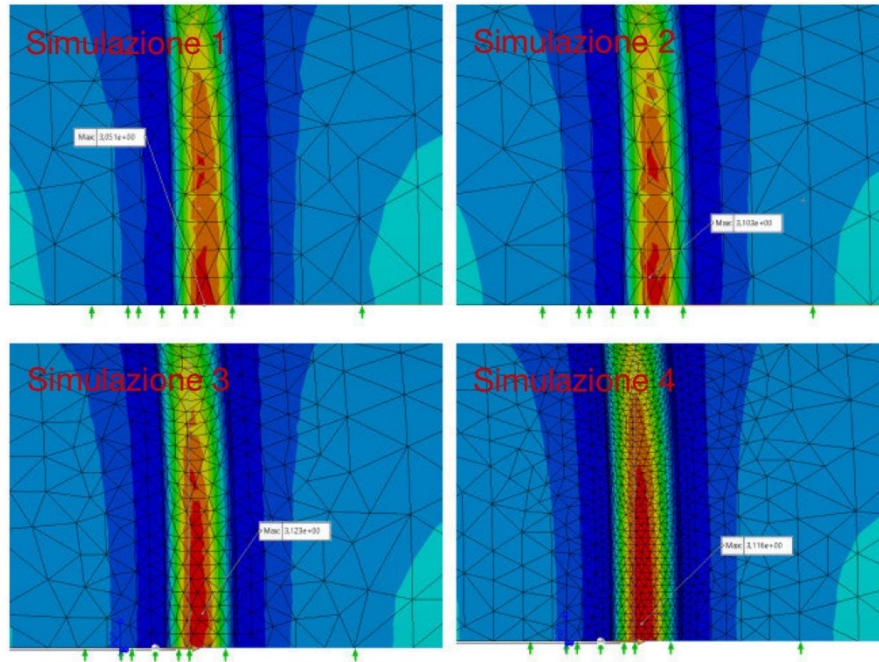 Simulazione 1
Max: 3,051e+00
Simulazione 2
Max: 3,103e+00
Simulazione 3
Max: 3,123e+00
Simulazione 4
Max: 3,116e+00